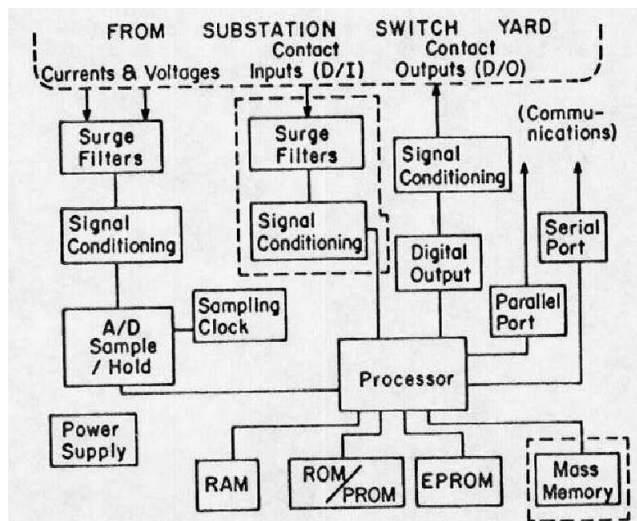 FROM SUBSTATION SWITCH YARD
Currents & Voltages
Contact
Inputs (D/I)
Contact
Outputs (D/O)
(Commu-
nications)
Surge
Filters
Surge
Filters
Signal
Conditioning
Signal
Conditioning
Signal
Conditioning
Digital
Output
Serial
Port
Parallel
Port
A/D
Sample
/ Hold
Sampling
Clock
Processor
Power
Supply
RAM
ROM/
PROM
EPROM
Mass
Memory